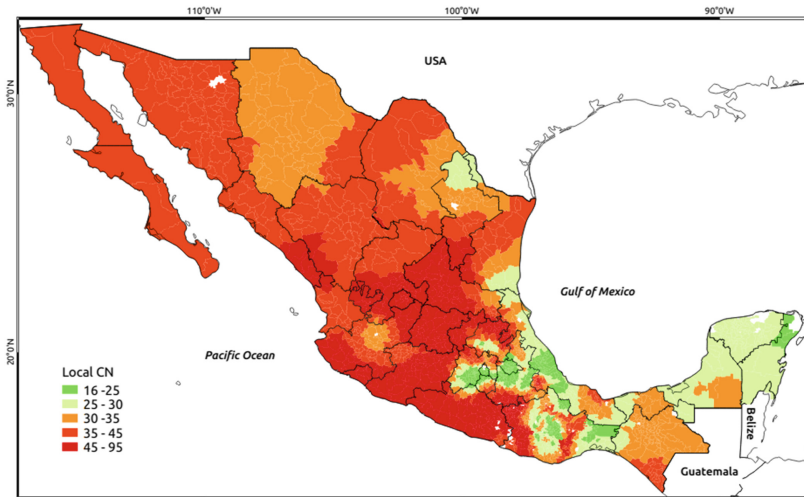 110°0'W 100°0'W 90°0'W
30°0'N
20°0'N
USA
Gulf of Mexico
Pacific Ocean
Belize
Guatemala
Local CN
16 -25
25 - 30
30 -35
35 - 45
45 - 95